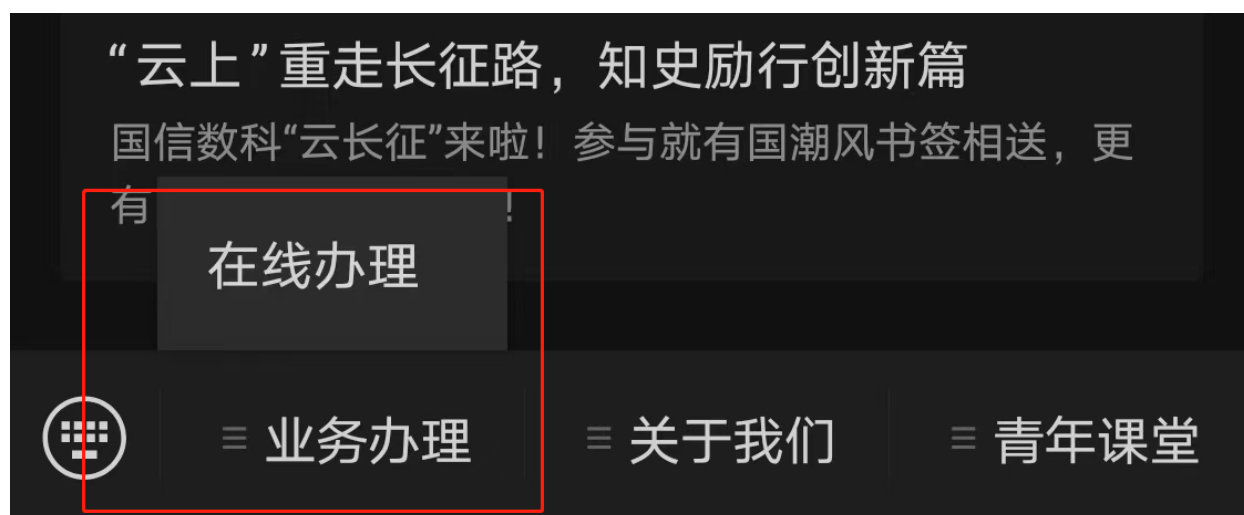 “云上”重走长征路，知史励行创新篇
国信数科“云长征”来啦！参与就有国潮风书签相送，更
有 ！
在线办理
业务办理 关于我们 青年课堂